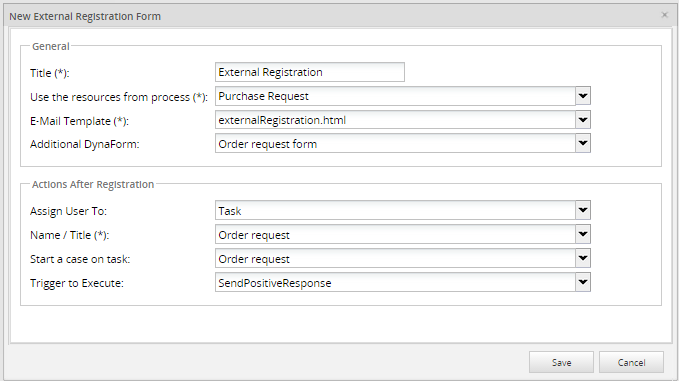 New External Registration Form
General
Title (*): External Registration
Use the resources from process (*): Purchase Request
E-Mail Template (*): externalRegistration.html
Additional DynaForm: Order request form
Actions After Registration
Assign User To: Task
Name / Title (*): Order request
Start a case on task: Order request
Trigger to Execute: SendPositiveResponse
Save Cancel